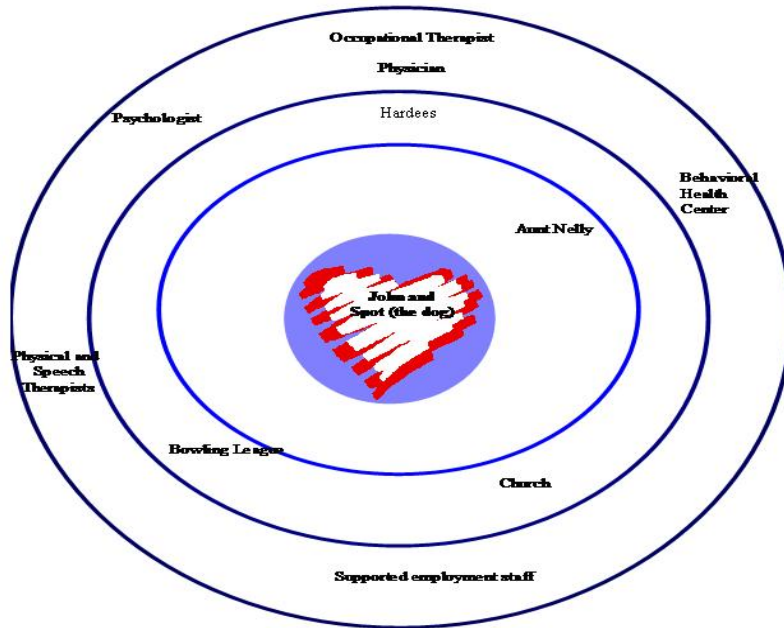 Occupational Therapist
Physician
Psychologist
Hardees
Behavioral
Health
Center
Aunt Nelly
John and
Spot (the dog)
Physical and
Speech
Therapists
Bowling League
Church
Supported employment staff